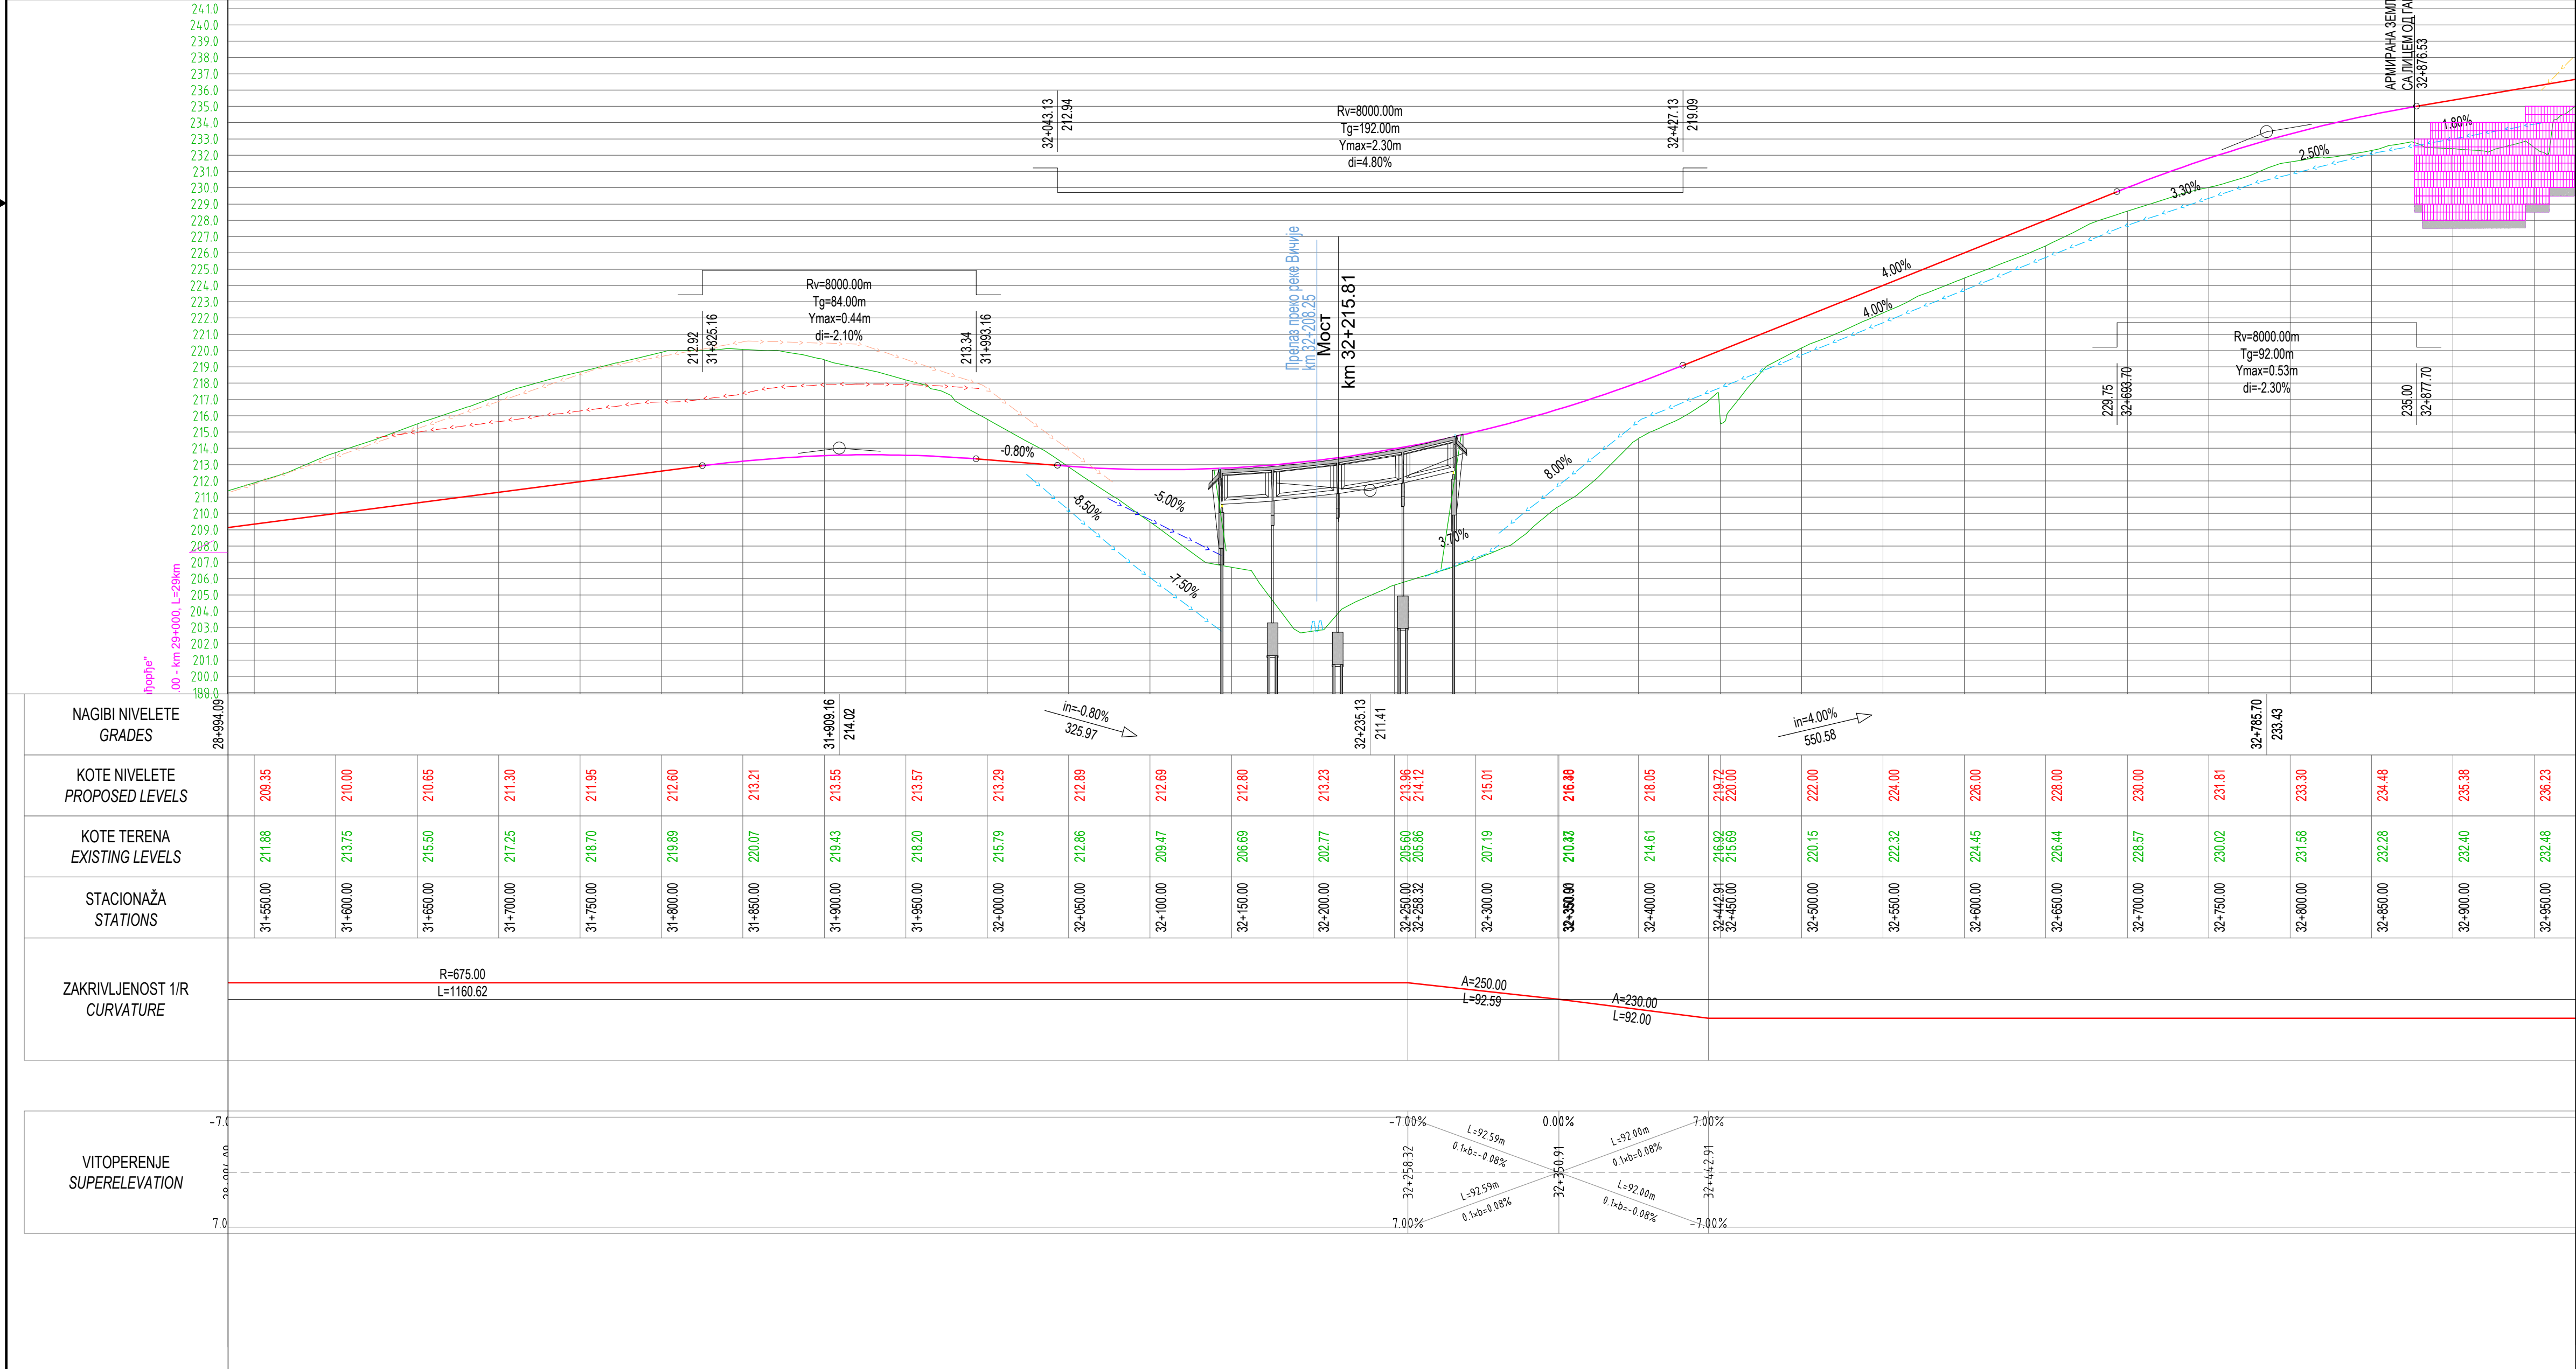 241.0
240.0
239.0
238.0
237.0
236.0
235.0
234.0
233.0
232.0
231.0
230.0
229.0
228.0
227.0
226.0
225.0
224.0
223.0
222.0
221.0
220.0
219.0
218.0
217.0
216.0
215.0
214.0
213.0
212.0
211.0
210.0
209.0
208.0
207.0
206.0
205.0
204.0
203.0
202.0
201.0
200.0
.00 - km 29+000, L=29km
212.92
31+825.16
Rv=8000.00m
Tg=84.00m
Ymax=0.44m
di=-2.10%
213.34
31+993.16
-0.80%
32+043.13
212.94
Rv=8000.00m
Tg=192.00m
Ymax=2.30m
di=4.80%
32+427.13
219.09
-8.50%
-5.00%
-7.50%
Прелаз преко реке Вичије
km 32+208.25
Мост
km 32+215.81
3.70%
8.00%
4.00%
4.00%
3.30%
2.50%
1.80%
229.75
32+693.70
Rv=8000.00m
Tg=92.00m
Ymax=0.53m
di=-2.30%
235.00
32+877.70
АРМИРАНА
СА ЛИЦЕМ ОД
32+876.53
NAGIBI NIVELETE
GRADES
28+994.09
31+909.16
214.02
in=-0.80%
325.97
32+235.13
211.41
in=4.00%
550.58
32+785.70
233.43
KOTE NIVELETE
PROPOSED LEVELS
209.35 210.00 210.65 211.30 211.95 212.60 213.21 213.55 213.57 213.29 212.89 212.69 212.80 213.23 213.96 214.12 215.01 218.05 219.72 220.00 222.00 224.00 226.00 228.00 230.00 231.81 233.30 234.48 235.38 236.23
KOTE TERENA
EXISTING LEVELS
211.88 213.75 215.50 217.25 218.70 219.89 220.07 219.43 218.20 215.79 212.86 209.47 206.69 202.77 205.60 205.86 207.19 214.61 216.92 215.69 220.15 222.32 224.45 226.44 228.57 230.02 231.58 232.28 232.40 232.48
STACIONAŽA
STATIONS
31+550.00 31+600.00 31+650.00 31+700.00 31+750.00 31+800.00 31+850.00 31+900.00 31+950.00 32+000.00 32+050.00 32+100.00 32+150.00 32+200.00 32+250.00 32+258.32 32+300.00 32+400.00 32+442.91 32+450.00 32+500.00 32+550.00 32+600.00 32+650.00 32+700.00 32+750.00 32+800.00 32+850.00 32+900.00 32+950.00
ZAKRIVLJENOST 1/R
CURVATURE
R=675.00
L=1160.62
A=250.00
L=92.59
A=230.00
L=92.00
VITOPERENJE
SUPERELEVATION
-7.00%
0.00%
7.00%
L=92.59m
0.1xb=-0.08%
L=92.00m
0.1xb=0.08%
32+258.32
32+350.91
32+442.91
L=92.59m
0.1xb=0.08%
L=92.00m
0.1xb=-0.08%
7.00%
-7.00%